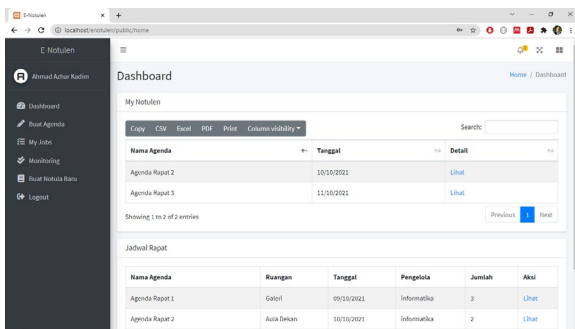 E-Notulen
localhost/enotulen/public/home
E Notulen
Ahmad Azhar Kadim
Dashboard
Home / Dashboard
Dashboard
Buat Agenda
My Jobs
Monitoring
Buat Notula Baru
Logout
My Notulen
Copy CSV Excel PDF Print Column visibility
Search:
Nama Agenda Tanggal Detail
Agenda Rapat 2 10/10/2021 Lihat
Agenda Rapat 3 11/10/2021 Lihat
Showing 1 to 2 of 2 entries
Previous 1 Next
Jadwal Rapat
Nama Agenda Ruangan Tanggal Pengelola Jumlah Aksi
Agenda Rapat 1 Galeri 09/10/2021 informatika 3 Lihat
Agenda Rapat 2 Aula Dekan 10/10/2021 informatika 2 Lihat